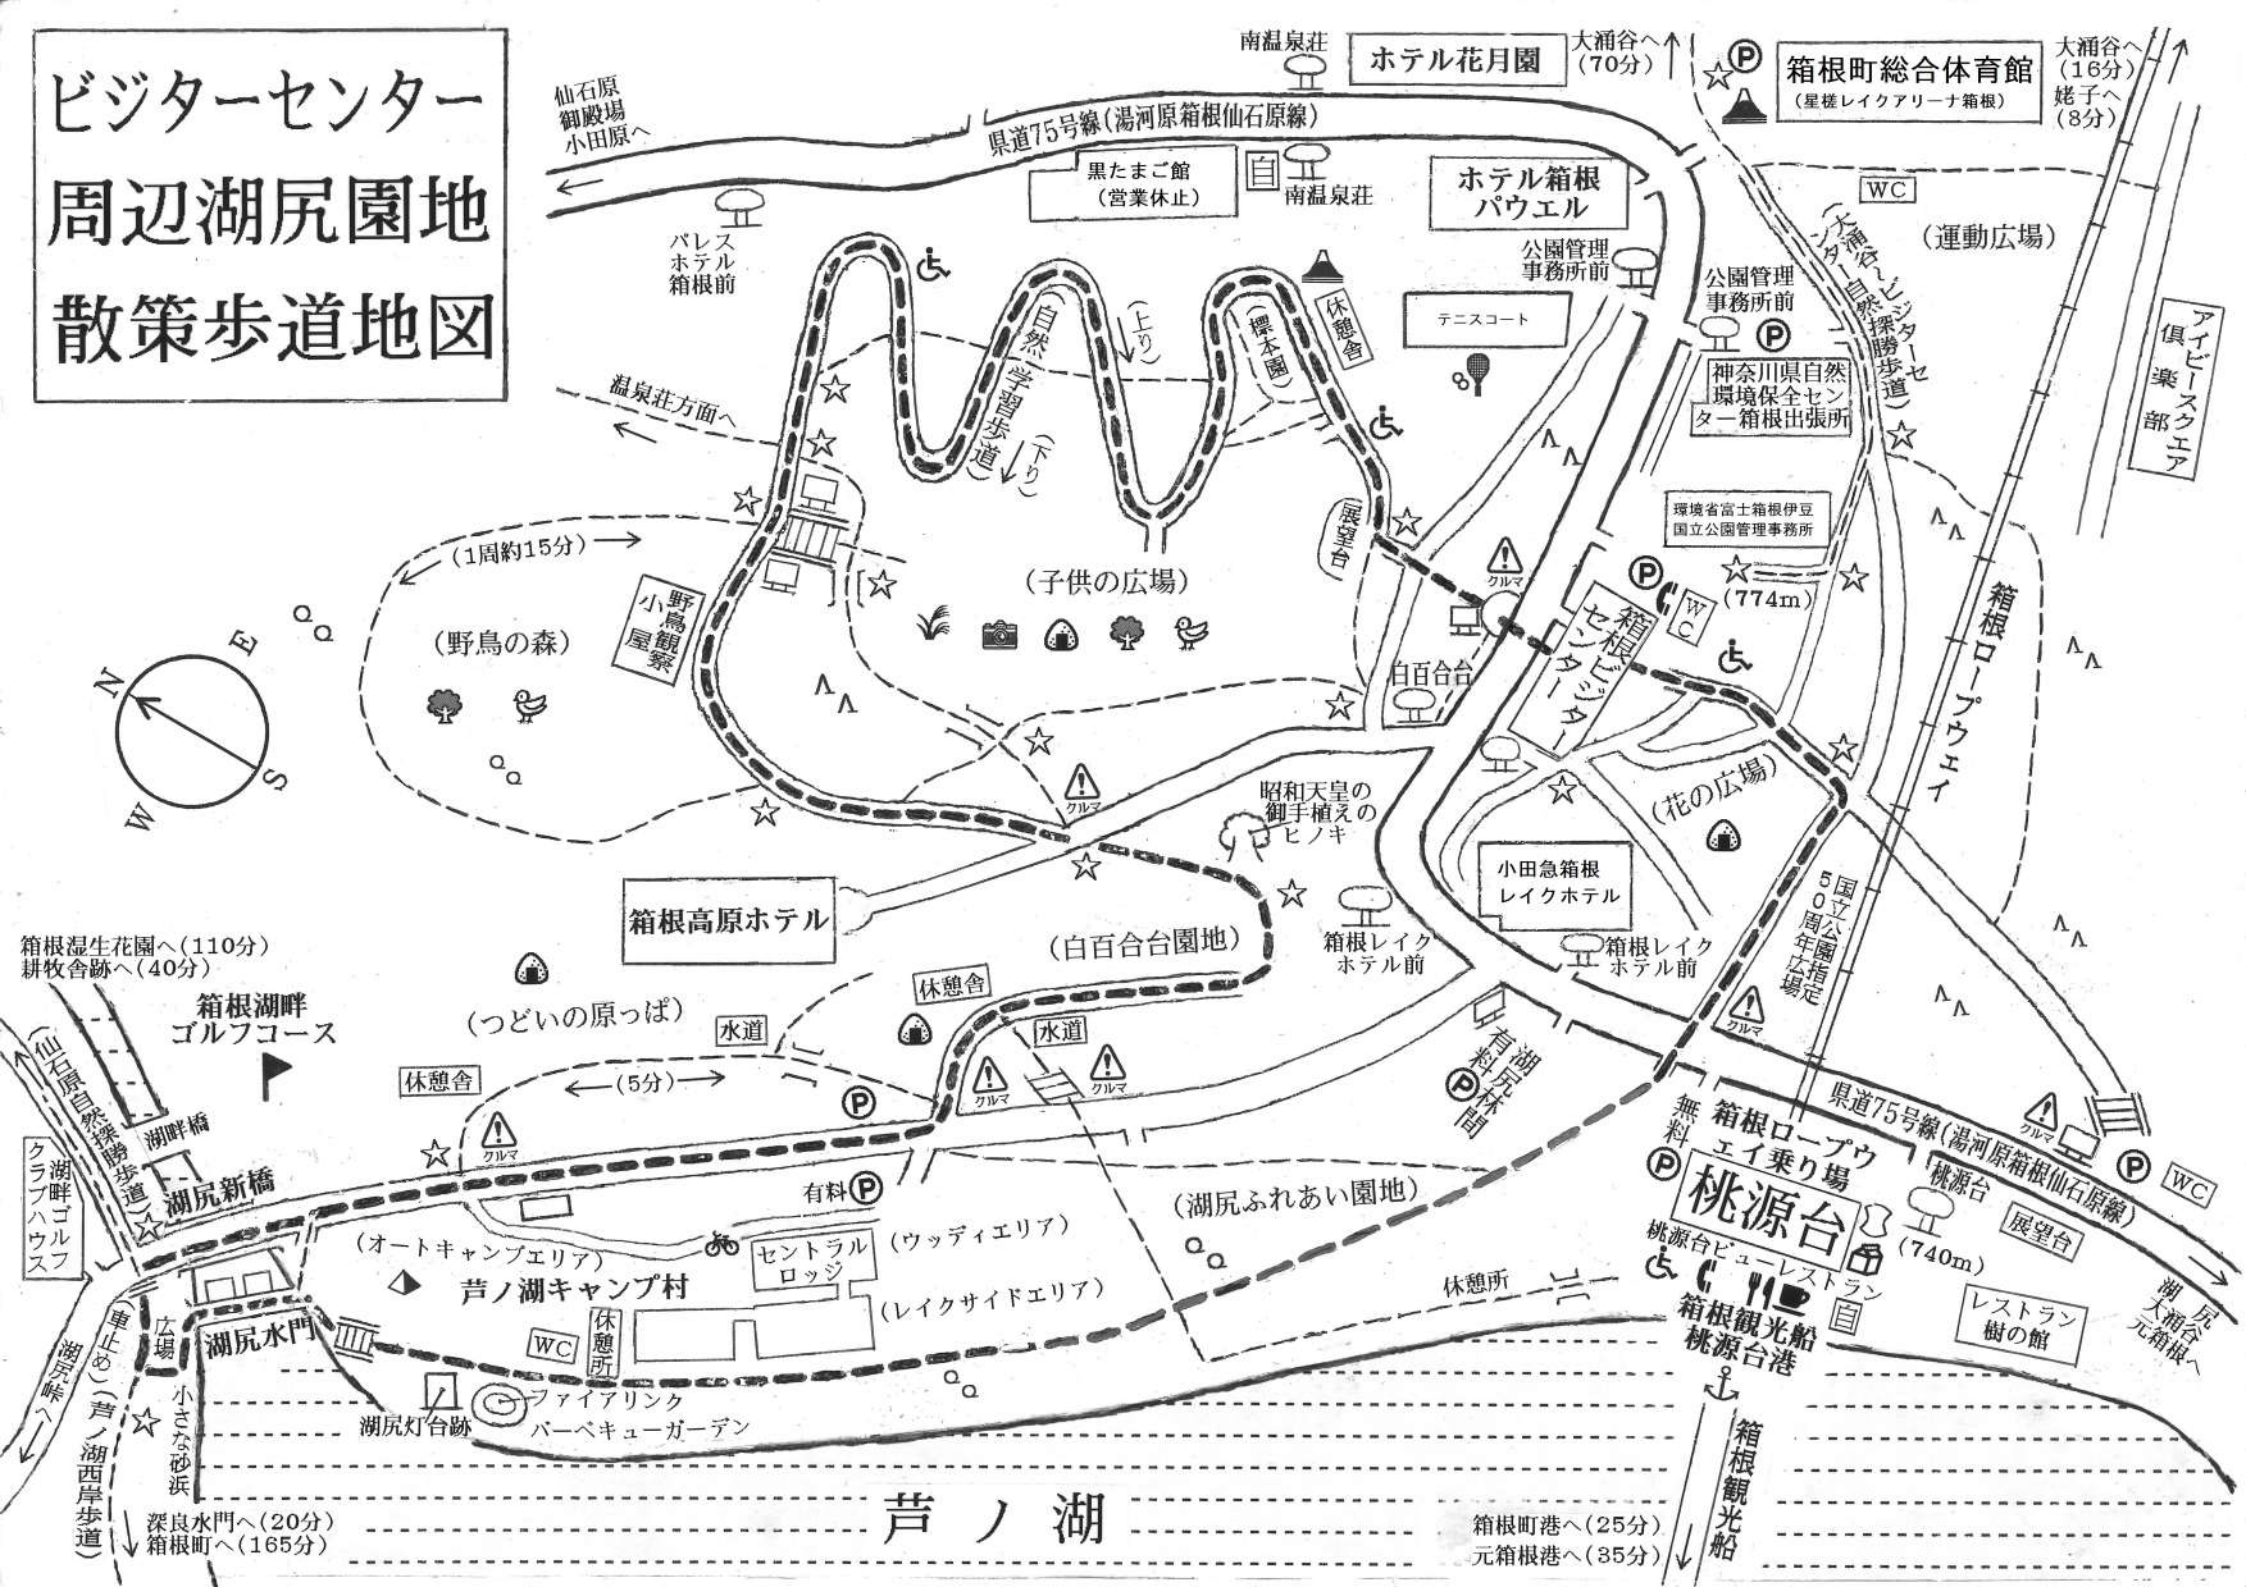 ビジターセンター
周辺湖尻園地
散策歩道地図
仙石原
御殿場
小田原へ
南温泉荘
ホテル花月園
大涌谷へ
(70分)
P
箱根町総合体育館
(星槎レイクアリーナ箱根)
大涌谷へ
(16分)
姥子へ
(8分)
県道75号線(湯河原箱根仙石原線)
黒たまご館
(営業休止)
自
南温泉荘
ホテル箱根
パウエル
WC
(運動広場)
(大涌谷〜ビジターセ
ンター自然探勝歩道)
パレス
ホテル
箱根前
公園管理
事務所前
公園管理
事務所前
P
テニスコート
神奈川県自然
環境保全セン
ター箱根出張所
アイビースクエア
倶楽部
休憩舎
(標本園)
(上り)
(自然学習歩道)
(下り)
温泉荘方面へ
展望台
環境省富士箱根伊豆
国立公園管理事務所
P
WC
(774m)
箱根ビジター
センター
箱根ロープウェイ
(1周約15分)
野鳥観察
小屋
(野鳥の森)
(子供の広場)
クルマ
白百合台
N
E
S
W
クルマ
昭和天皇の
御手植えの
ヒノキ
(花の広場)
小田急箱根
レイクホテル
箱根高原ホテル
箱根レイク
ホテル前
箱根レイク
ホテル前
国立公園指定
50周年広場
クルマ
(白百合台園地)
箱根湿生花園へ(110分)
耕牧舎跡へ(40分)
箱根湖畔
ゴルフコース
(つどいの原っぱ)
休憩舎
水道
水道
休憩舎
(5分)
P
クルマ
クルマ
クルマ
湖尻林間
有料
P
(仙石原自然探勝歩道)
湖畔橋
湖畔ゴルフ
クラブハウス
湖尻新橋
有料P
(湖尻ふれあい園地)
無料
P
箱根ロープウ
ェイ乗り場
桃源台
桃源台
(740m)
桃源台ビューレストラン
県道75号線(湯河原箱根仙石原線)
クルマ
P
WC
展望台
レストラン
樹の館
湖尻
大涌谷
元箱根へ
(オートキャンプエリア)
芦ノ湖キャンプ村
セントラル
ロッジ
(ウッディエリア)
(レイクサイドエリア)
休憩所
WC
休憩所
ファイアリンク
バーベキューガーデン
湖尻灯台跡
湖尻水門
広場
(車止め)
湖尻峠へ
小さな砂浜
(芦ノ湖西岸歩道)
深良水門へ(20分)
箱根町へ(165分)
自
箱根観光船
桃源台港
箱根観光船
箱根町港へ(25分)
元箱根港へ(35分)
芦ノ湖